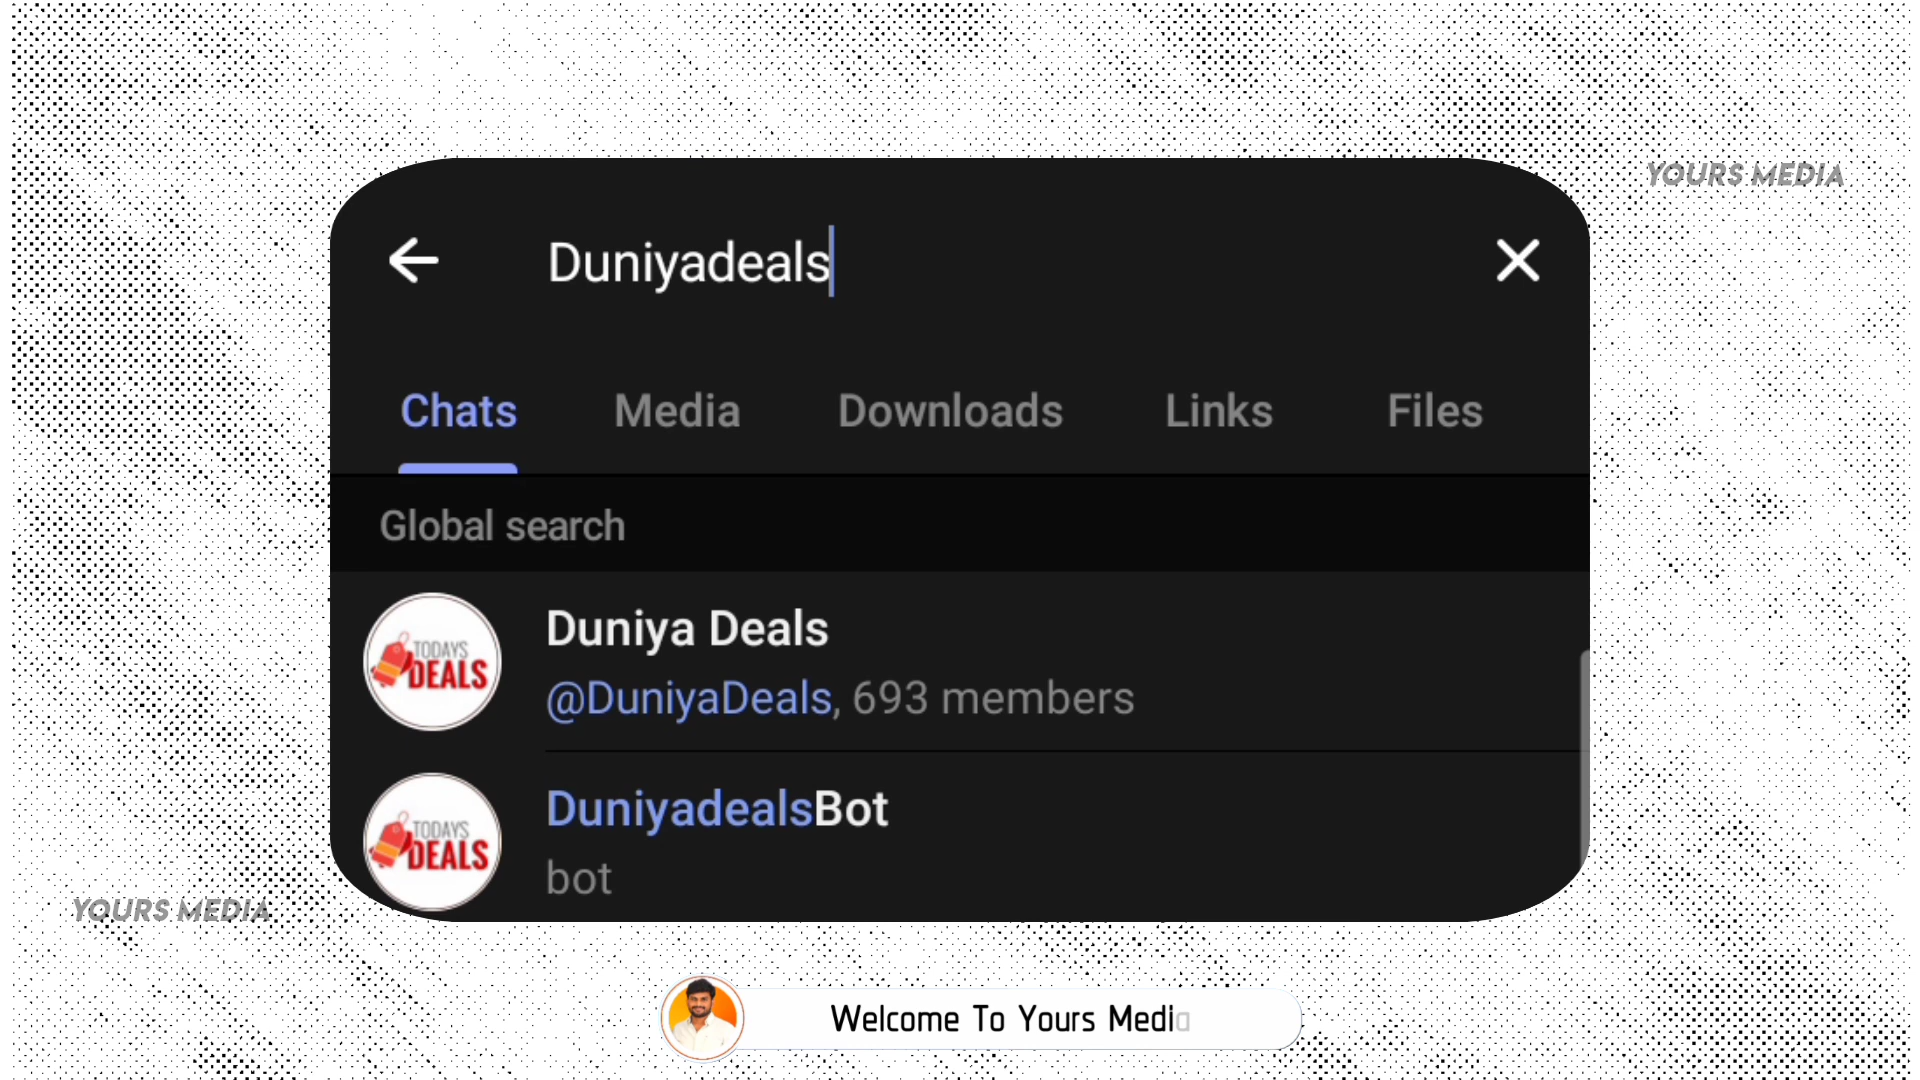 YOURS MEDIA
Duniyadeals
Chats Media Downloads Links Files
Global search
TODAYS
DEALS
Duniya Deals
@DuniyaDeals, 693 members
TODAYS
DEALS
DuniyadealsBot
bot
YOURS MEDIA
Welcome To Yours Media